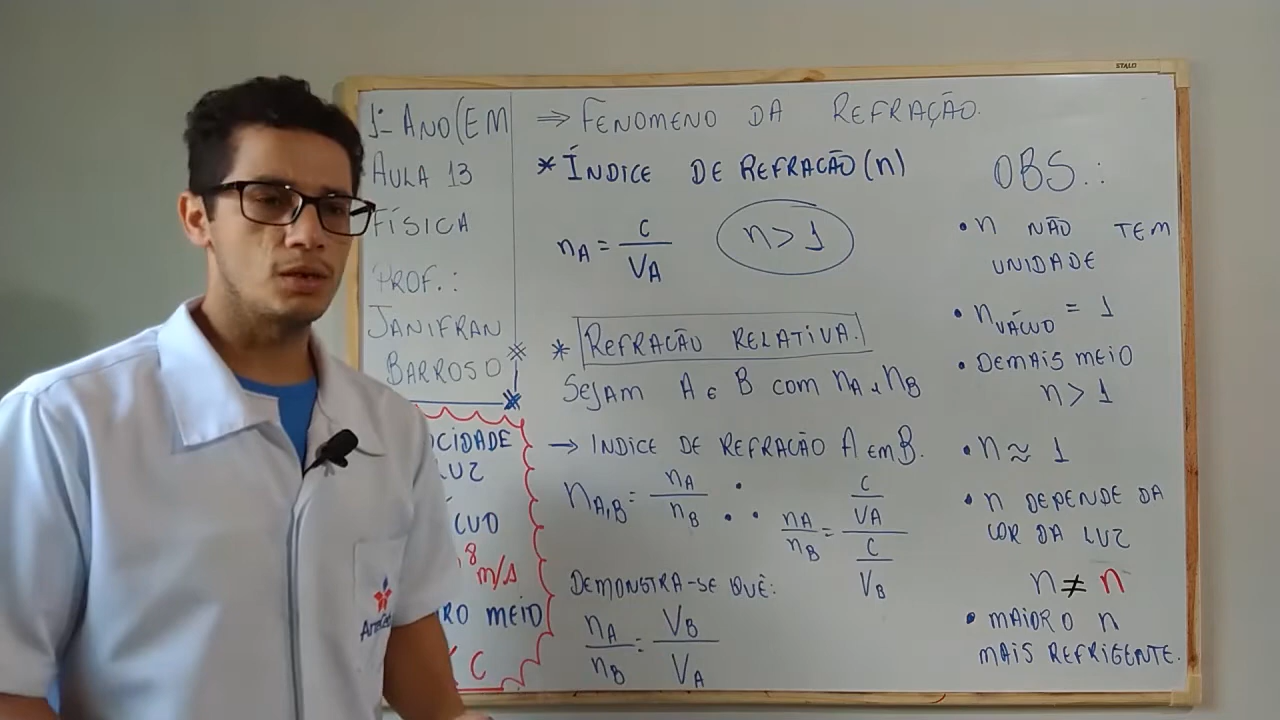 STALO
1º ANO (EM
AULA 13
FÍSICA
PROF.:
JANIFRAN
BARROSO
OCIDADE
LUZ
CUO
8 m/s
RO MEIO
< C
⇒ FENOMENO DA REFRAÇÃO.
* ÍNDICE DE REFRAÇÃO (n)
nA = C / VA
n > 1
* REFRAÇÃO RELATIVA.
SEJAM A E B COM nA e nB
→ INDICE DE REFRAÇÃO A EM B.
nA,B = nA / nB ∴ nA / nB = (C / VA) / (C / VB)
DEMONSTRA-SE QUÊ:
nA / nB = VB / VA
OBS.:
• n NÃO TEM
UNIDADE
• nVÁCUO = 1
• DEMAIS MEIO
n > 1
• n ≈ 1
• n DEPENDE DA
COR DA LUZ
n ≠ n
• MAIOR O n
MAIS REFRIGENTE.